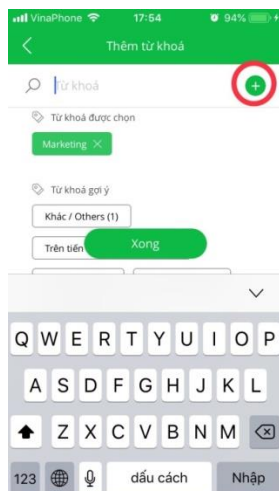 VinaPhone 17:54 94%
Thêm từ khoá
Từ khoá
Từ khoá được chọn
Marketing
Từ khoá gợi ý
Khác / Others (1)
Trên tiến
Xong
Q W E R T Y U I O P
A S D F G H J K L
Z X C V B N M
123 dấu cách Nhập